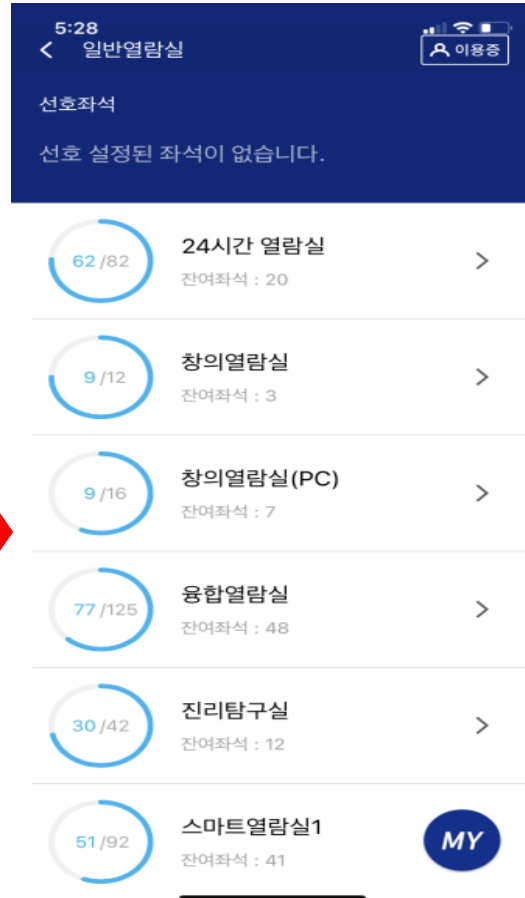 5:28
일반열람실
이용증
선호좌석
선호 설정된 좌석이 없습니다.
62/82
24시간 열람실
잔여좌석 : 20
9/12
창의열람실
잔여좌석 : 3
9/16
창의열람실(PC)
잔여좌석 : 7
77/125
융합열람실
잔여좌석 : 48
30/42
진리탐구실
잔여좌석 : 12
51/92
스마트열람실1
잔여좌석 : 41
MY